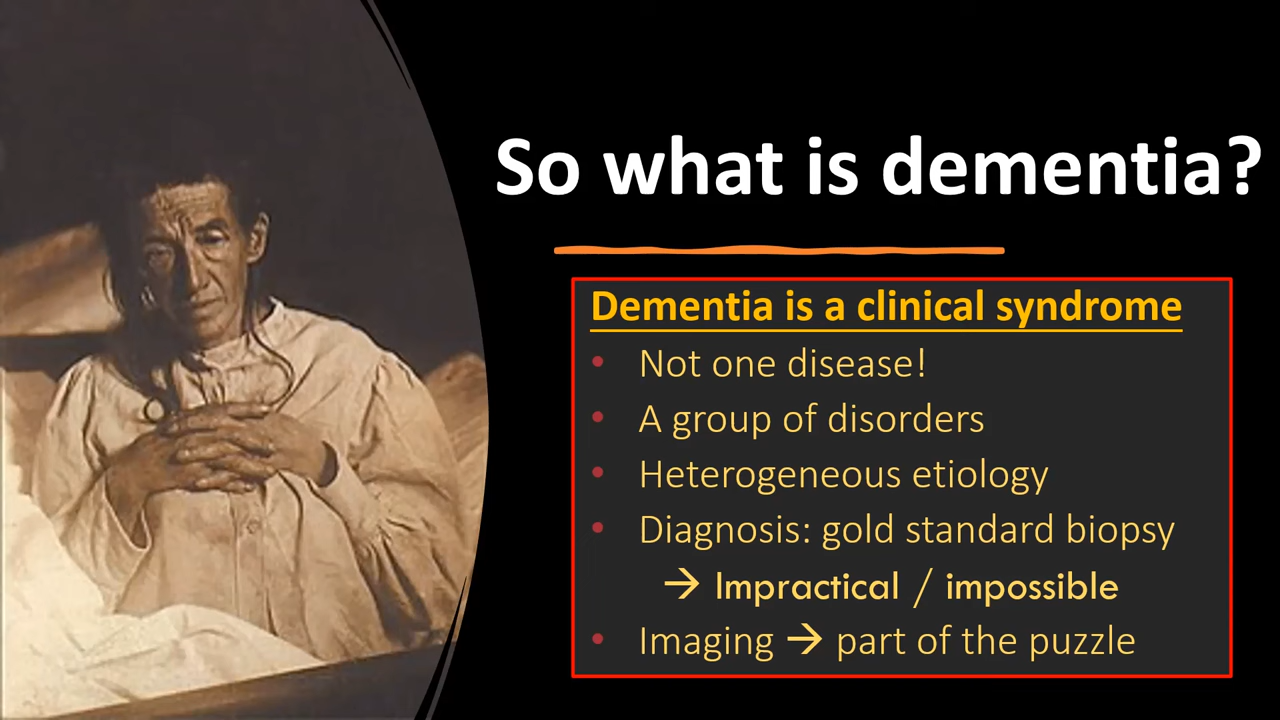 So what is dementia?
Dementia is a clinical syndrome
• Not one disease!
• A group of disorders
• Heterogeneous etiology
• Diagnosis: gold standard biopsy
→ Impractical / impossible
• Imaging → part of the puzzle